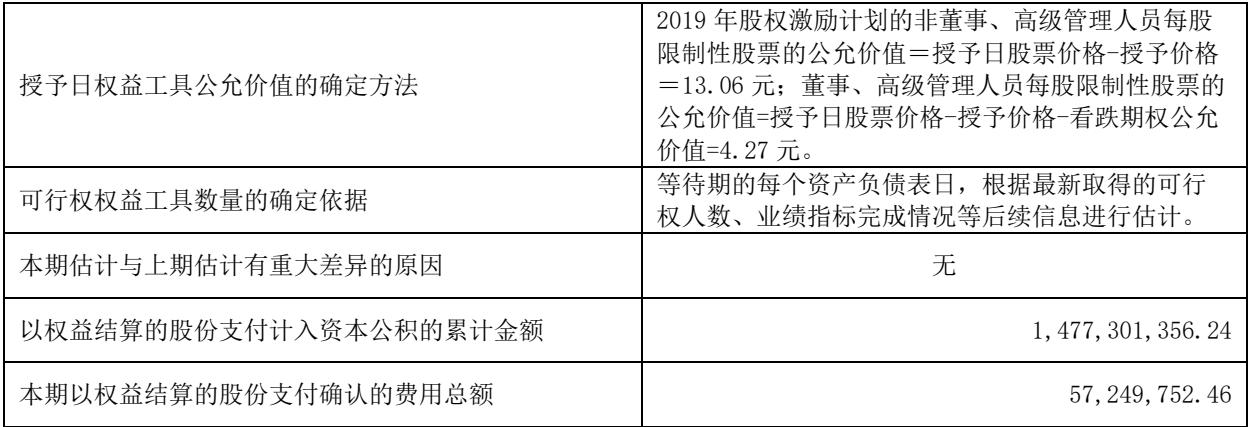 授予日权益工具公允价值的确定方法
2019 年股权激励计划的非董事、高级管理人员每股
限制性股票的公允价值＝授予日股票价格-授予价格
＝13.06 元；董事、高级管理人员每股限制性股票的
公允价值=授予日股票价格-授予价格-看跌期权公允
价值=4.27 元。
可行权权益工具数量的确定依据
等待期的每个资产负债表日，根据最新取得的可行
权人数、业绩指标完成情况等后续信息进行估计。
本期估计与上期估计有重大差异的原因
无
以权益结算的股份支付计入资本公积的累计金额
1,477,301,356.24
本期以权益结算的股份支付确认的费用总额
57,249,752.46